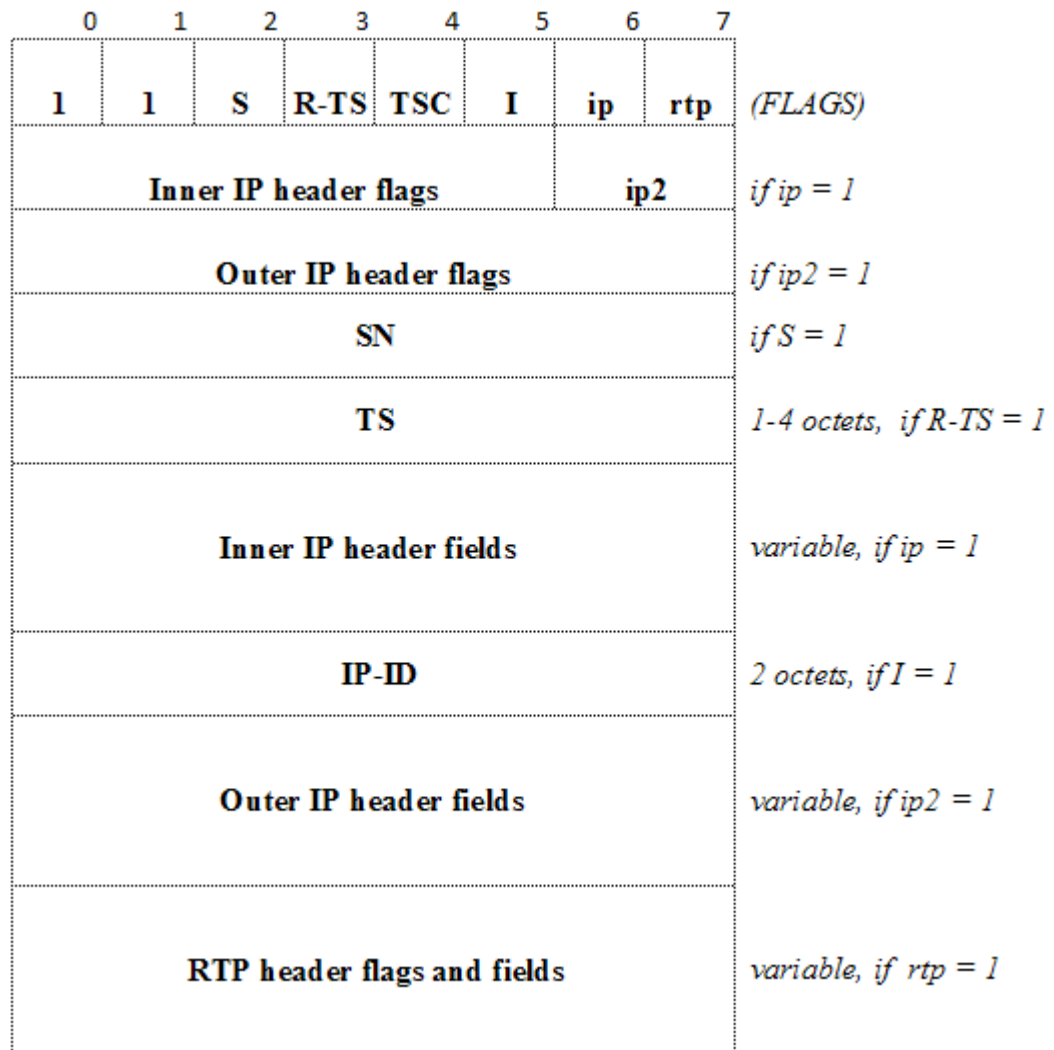 0 1 2 3 4 5 6 7
1 1 S R-TS TSC I ip rtp (FLAGS)
Inner IP header flags ip2 if ip = 1
Outer IP header flags if ip2 = 1
SN if S = 1
TS 1-4 octets, if R-TS = 1
Inner IP header fields variable, if ip = 1
IP-ID 2 octets, if I = 1
Outer IP header fields variable, if ip2 = 1
RTP header flags and fields variable, if rtp = 1